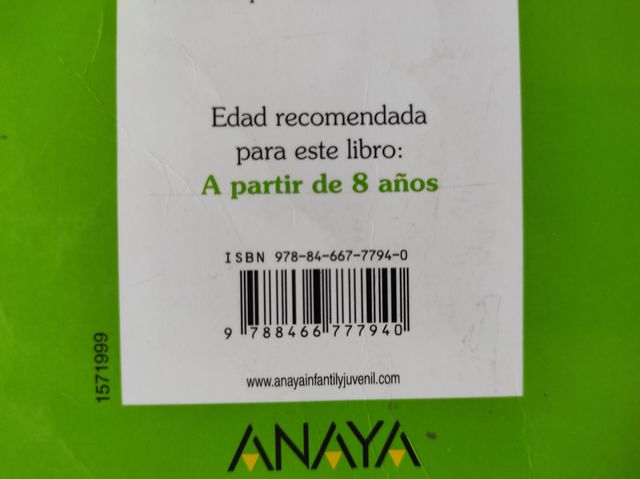 Edad recomendada
para este libro:
A partir de 8 años
ISBN 978-84-667-7794-0
9 788466 777940
www.anayainfantilyjuvenil.com
1571999
ANAYA